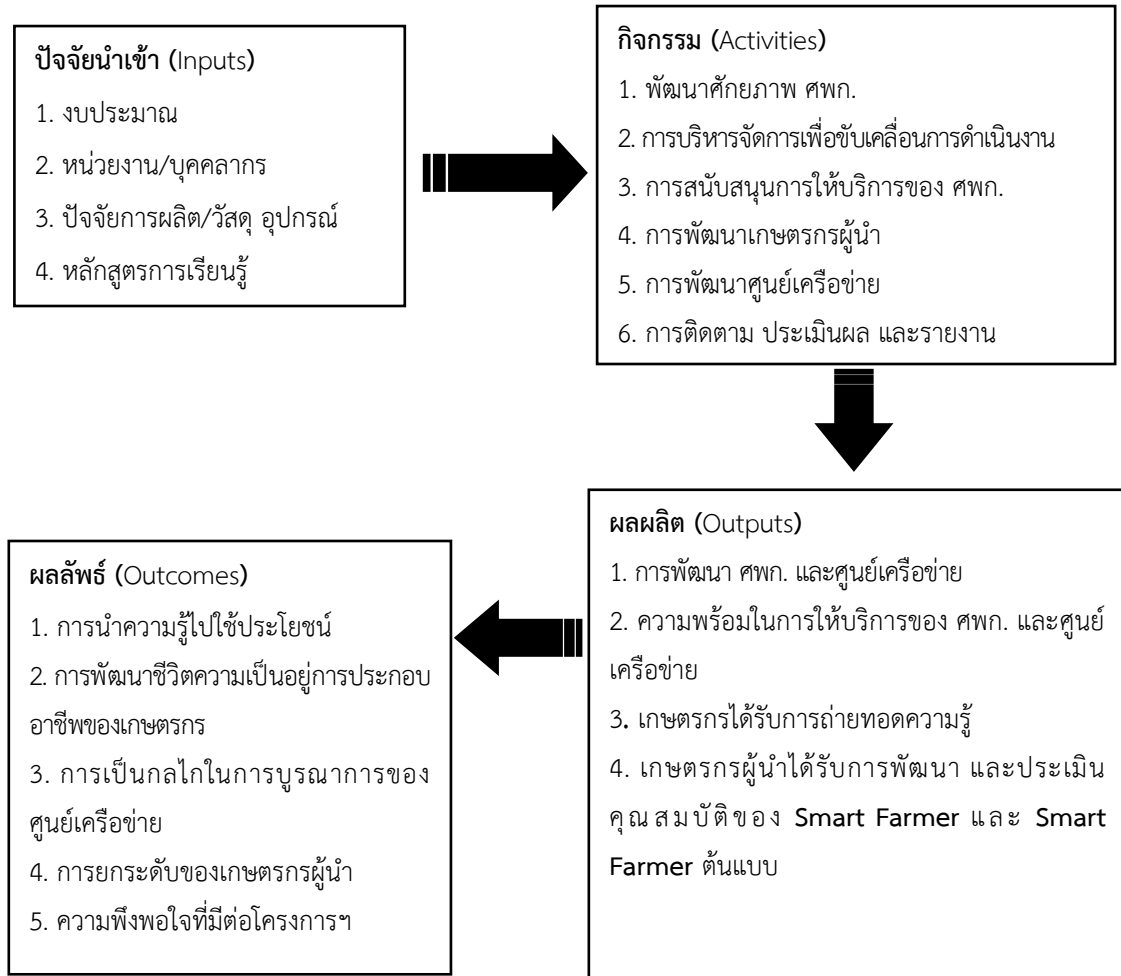 ปัจจัยนำเข้า (Inputs)
1. งบประมาณ
2. หน่วยงาน/บุคคลากร
3. ปัจจัยการผลิต/วัสดุ อุปกรณ์
4. หลักสูตรการเรียนรู้
กิจกรรม (Activities)
1. พัฒนาศักยภาพ ศพก.
2. การบริหารจัดการเพื่อขับเคลื่อนการดำเนินงาน
3. การสนับสนุนการให้บริการของ ศพก.
4. การพัฒนาเกษตรกรผู้นำ
5. การพัฒนาศูนย์เครือข่าย
6. การติดตาม ประเมินผล และรายงาน
ผลผลิต (Outputs)
1. การพัฒนา ศพก. และศูนย์เครือข่าย
2. ความพร้อมในการให้บริการของ ศพก. และศูนย์
เครือข่าย
3. เกษตรกรได้รับการถ่ายทอดความรู้
4. เกษตรกรผู้นำได้รับการพัฒนา และประเมิน
คุณสมบัติของ Smart Farmer และ Smart
Farmer ต้นแบบ
ผลลัพธ์ (Outcomes)
1. การนำความรู้ไปใช้ประโยชน์
2. การพัฒนาชีวิตความเป็นอยู่การประกอบ
อาชีพของเกษตรกร
3. การเป็นกลไกในการบูรณาการของ
ศูนย์เครือข่าย
4. การยกระดับของเกษตรกรผู้นำ
5. ความพึงพอใจที่มีต่อโครงการฯ